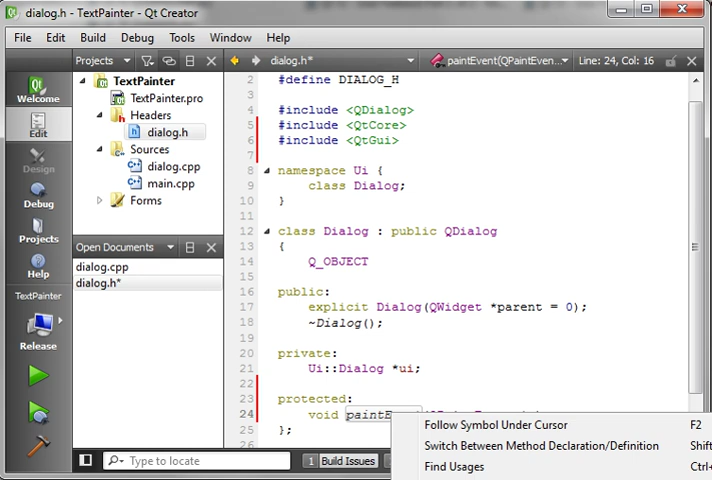 dialog.h - TextPainter - Qt Creator
File Edit Build Debug Tools Window Help
Projects
dialog.h*
paintEvent(QPaintEven...
Line: 24, Col: 16
Welcome
Edit
Design
Debug
Projects
Help
TextPainter
Release
TextPainter
TextPainter.pro
Headers
dialog.h
Sources
dialog.cpp
main.cpp
Forms
Open Documents
dialog.cpp
dialog.h*
2 #define DIALOG_H
3
4 #include <QDialog>
5 #include <QtCore>
6 #include <QtGui>
7
8 namespace Ui {
9 class Dialog;
10 }
11
12 class Dialog : public QDialog
13 {
14 Q_OBJECT
15
16 public:
17 explicit Dialog(QWidget *parent = 0);
18 ~Dialog();
19
20 private:
21 Ui::Dialog *ui;
22
23 protected:
24 void paintE
25 };
Follow Symbol Under Cursor F2
Switch Between Method Declaration/Definition Shift
Find Usages Ctrl+
Type to locate
1 Build Issues